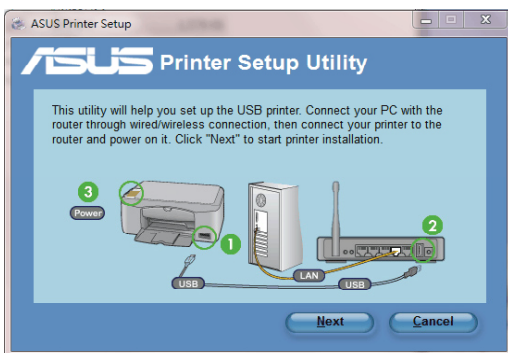 ASUS Printer Setup
ASUS Printer Setup Utility
This utility will help you set up the USB printer. Connect your PC with the
router through wired/wireless connection, then connect your printer to the
router and power on it. Click "Next" to start printer installation.
3
Power
1
2
LAN
USB
USB
Next
Cancel